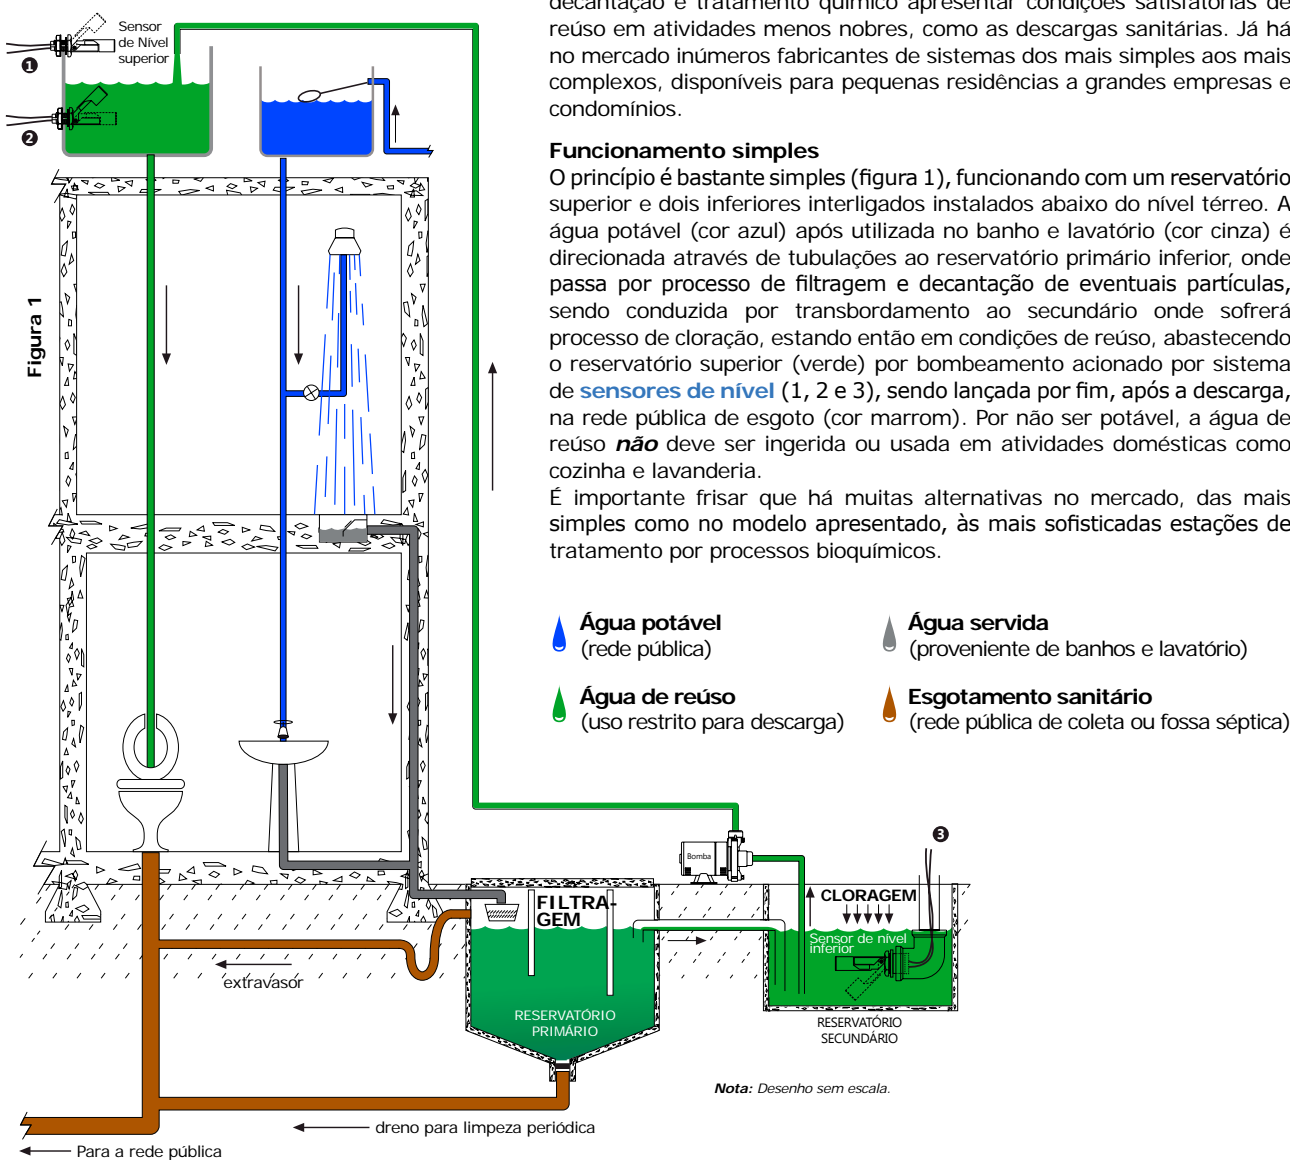 decantação e tratamento químico apresentar condições satisfatórias de
reúso em atividades menos nobres, como as descargas sanitárias. Já há
no mercado inúmeros fabricantes de sistemas dos mais simples aos mais
complexos, disponíveis para pequenas residências a grandes empresas e
condomínios.
Funcionamento simples
O princípio é bastante simples (figura 1), funcionando com um reservatório
superior e dois inferiores interligados instalados abaixo do nível térreo. A
água potável (cor azul) após utilizada no banho e lavatório (cor cinza) é
direcionada através de tubulações ao reservatório primário inferior, onde
passa por processo de filtragem e decantação de eventuais partículas,
sendo conduzida por transbordamento ao secundário onde sofrerá
processo de cloração, estando então em condições de reúso, abastecendo
o reservatório superior (verde) por bombeamento acionado por sistema
de sensores de nível (1, 2 e 3), sendo lançada por fim, após a descarga,
na rede pública de esgoto (cor marrom). Por não ser potável, a água de
reúso não deve ser ingerida ou usada em atividades domésticas como
cozinha e lavanderia.
É importante frisar que há muitas alternativas no mercado, das mais
simples como no modelo apresentado, às mais sofisticadas estações de
tratamento por processos bioquímicos.
Água potável
(rede pública)
Água servida
(proveniente de banhos e lavatório)
Água de reúso
(uso restrito para descarga)
Esgotamento sanitário
(rede pública de coleta ou fossa séptica)
Figura 1
Sensor
de Nível
superior
1
2
Bomba
3
FILTRA-
GEM
CLORAGEM
Sensor de nível
inferior
RESERVATÓRIO
PRIMÁRIO
RESERVATÓRIO
SECUNDÁRIO
extravasor
Nota: Desenho sem escala.
dreno para limpeza periódica
Para a rede pública